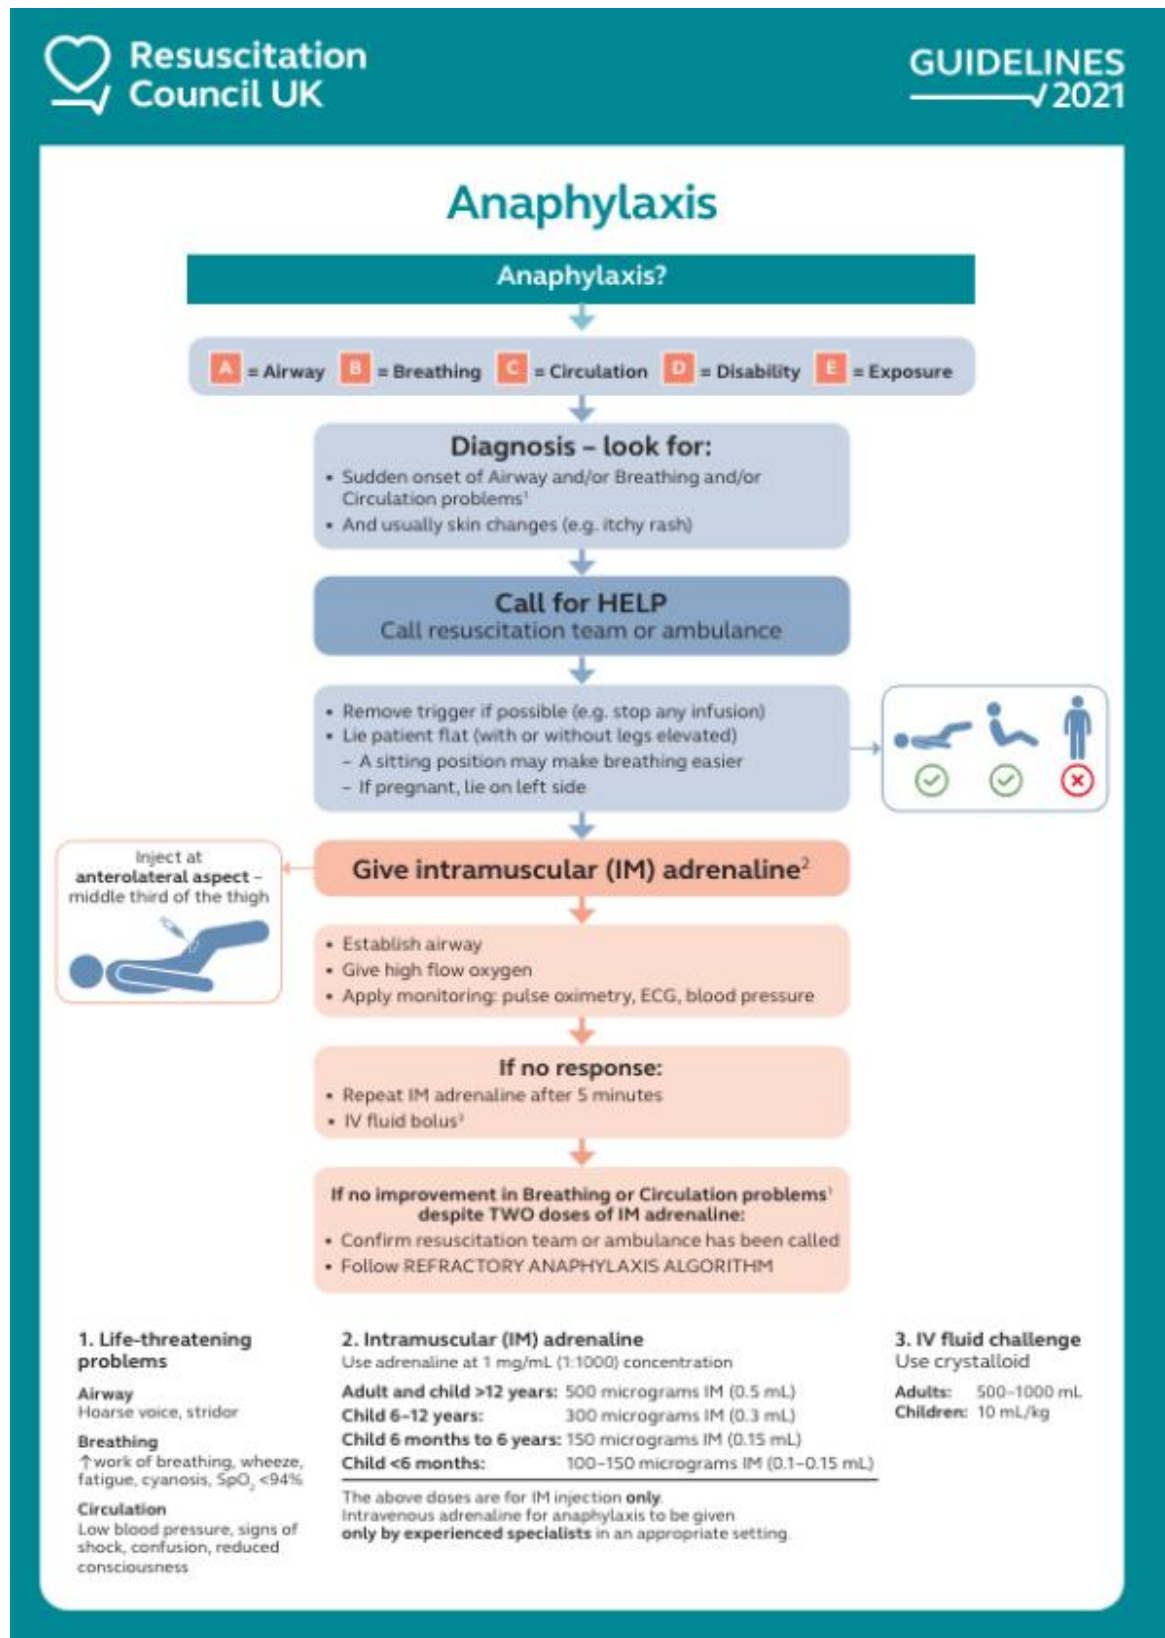 Resuscitation
Council UK
GUIDELINES
2021
Anaphylaxis
Anaphylaxis?
A = Airway B = Breathing C = Circulation D = Disability E = Exposure
Diagnosis – look for:
• Sudden onset of Airway and/or Breathing and/or
Circulation problems¹
• And usually skin changes (e.g. itchy rash)
Call for HELP
Call resuscitation team or ambulance
• Remove trigger if possible (e.g. stop any infusion)
• Lie patient flat (with or without legs elevated)
– A sitting position may make breathing easier
– If pregnant, lie on left side
Inject at
anterolateral aspect –
middle third of the thigh
Give intramuscular (IM) adrenaline²
• Establish airway
• Give high flow oxygen
• Apply monitoring: pulse oximetry, ECG, blood pressure
If no response:
• Repeat IM adrenaline after 5 minutes
• IV fluid bolus³
If no improvement in Breathing or Circulation problems¹
despite TWO doses of IM adrenaline:
• Confirm resuscitation team or ambulance has been called
• Follow REFRACTORY ANAPHYLAXIS ALGORITHM
1. Life-threatening
problems
Airway
Hoarse voice, stridor
Breathing
↑work of breathing, wheeze,
fatigue, cyanosis, SpO₂ <94%
Circulation
Low blood pressure, signs of
shock, confusion, reduced
consciousness
2. Intramuscular (IM) adrenaline
Use adrenaline at 1 mg/mL (1:1000) concentration
Adult and child >12 years: 500 micrograms IM (0.5 mL)
Child 6–12 years: 300 micrograms IM (0.3 mL)
Child 6 months to 6 years: 150 micrograms IM (0.15 mL)
Child <6 months: 100–150 micrograms IM (0.1–0.15 mL)
The above doses are for IM injection only.
Intravenous adrenaline for anaphylaxis to be given
only by experienced specialists in an appropriate setting.
3. IV fluid challenge
Use crystalloid
Adults: 500–1000 mL
Children: 10 mL/kg